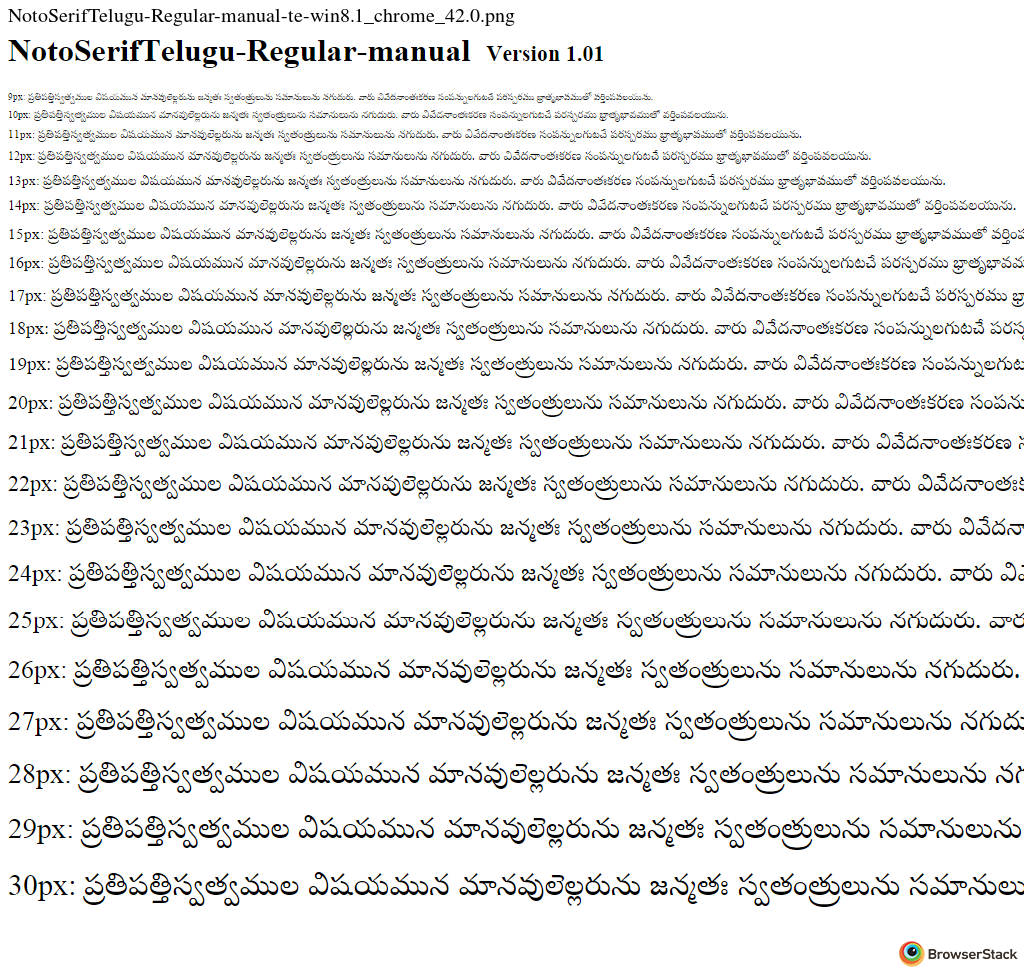 NotoSerifTelugu-Regular-manual-te-win8.1_chrome_42.0.png
NotoSerifTelugu-Regular-manual Version 1.01
9px: ప్రతిపత్తిస్వత్వముల విషయమున మానవులెల్లరును జన్మతః స్వతంత్రులును సమానులును నగుదురు. వారు వివేదనాంతఃకరణ సంపన్నులగుటచే పరస్పరము భ్రాతృభావముతో వర్తింపవలయును.
10px: ప్రతిపత్తిస్వత్వముల విషయమున మానవులెల్లరును జన్మతః స్వతంత్రులును సమానులును నగుదురు. వారు వివేదనాంతఃకరణ సంపన్నులగుటచే పరస్పరము భ్రాతృభావముతో వర్తింపవలయును.
11px: ప్రతిపత్తిస్వత్వముల విషయమున మానవులెల్లరును జన్మతః స్వతంత్రులును సమానులును నగుదురు. వారు వివేదనాంతఃకరణ సంపన్నులగుటచే పరస్పరము భ్రాతృభావముతో వర్తింపవలయును.
12px: ప్రతిపత్తిస్వత్వముల విషయమున మానవులెల్లరును జన్మతః స్వతంత్రులును సమానులును నగుదురు. వారు వివేదనాంతఃకరణ సంపన్నులగుటచే పరస్పరము భ్రాతృభావముతో వర్తింపవలయును.
13px: ప్రతిపత్తిస్వత్వముల విషయమున మానవులెల్లరును జన్మతః స్వతంత్రులును సమానులును నగుదురు. వారు వివేదనాంతఃకరణ సంపన్నులగుటచే పరస్పరము భ్రాతృభావముతో వర్తింపవలయును.
14px: ప్రతిపత్తిస్వత్వముల విషయమున మానవులెల్లరును జన్మతః స్వతంత్రులును సమానులును నగుదురు. వారు వివేదనాంతఃకరణ సంపన్నులగుటచే పరస్పరము భ్రాతృభావముతో వర్తింపవలయును.
15px: ప్రతిపత్తిస్వత్వముల విషయమున మానవులెల్లరును జన్మతః స్వతంత్రులును సమానులును నగుదురు. వారు వివేదనాంతఃకరణ సంపన్నులగుటచే పరస్పరము భ్రాతృభావముతో వర్తింప
16px: ప్రతిపత్తిస్వత్వముల విషయమున మానవులెల్లరును జన్మతః స్వతంత్రులును సమానులును నగుదురు. వారు వివేదనాంతఃకరణ సంపన్నులగుటచే పరస్పరము భ్రాతృభావమ
17px: ప్రతిపత్తిస్వత్వముల విషయమున మానవులెల్లరును జన్మతః స్వతంత్రులును సమానులును నగుదురు. వారు వివేదనాంతఃకరణ సంపన్నులగుటచే పరస్పరము భ్రా
18px: ప్రతిపత్తిస్వత్వముల విషయమున మానవులెల్లరును జన్మతః స్వతంత్రులును సమానులును నగుదురు. వారు వివేదనాంతఃకరణ సంపన్నులగుటచే పరస
19px: ప్రతిపత్తిస్వత్వముల విషయమున మానవులెల్లరును జన్మతః స్వతంత్రులును సమానులును నగుదురు. వారు వివేదనాంతఃకరణ సంపన్నులగుట
20px: ప్రతిపత్తిస్వత్వముల విషయమున మానవులెల్లరును జన్మతః స్వతంత్రులును సమానులును నగుదురు. వారు వివేదనాంతఃకరణ సంపను
21px: ప్రతిపత్తిస్వత్వముల విషయమున మానవులెల్లరును జన్మతః స్వతంత్రులును సమానులును నగుదురు. వారు వివేదనాంతఃకరణ
22px: ప్రతిపత్తిస్వత్వముల విషయమున మానవులెల్లరును జన్మతః స్వతంత్రులును సమానులును నగుదురు. వారు వివేదనాంతః
23px: ప్రతిపత్తిస్వత్వముల విషయమున మానవులెల్లరును జన్మతః స్వతంత్రులును సమానులును నగుదురు. వారు వివేదనా
24px: ప్రతిపత్తిస్వత్వముల విషయమున మానవులెల్లరును జన్మతః స్వతంత్రులును సమానులును నగుదురు. వారు వివే
25px: ప్రతిపత్తిస్వత్వముల విషయమున మానవులెల్లరును జన్మతః స్వతంత్రులును సమానులును నగుదురు. వార
26px: ప్రతిపత్తిస్వత్వముల విషయమున మానవులెల్లరును జన్మతః స్వతంత్రులును సమానులును నగుదురు.
27px: ప్రతిపత్తిస్వత్వముల విషయమున మానవులెల్లరును జన్మతః స్వతంత్రులును సమానులును నగుదు
28px: ప్రతిపత్తిస్వత్వముల విషయమున మానవులెల్లరును జన్మతః స్వతంత్రులును సమానులును నగ
29px: ప్రతిపత్తిస్వత్వముల విషయమున మానవులెల్లరును జన్మతః స్వతంత్రులును సమానులును
30px: ప్రతిపత్తిస్వత్వముల విషయమున మానవులెల్లరును జన్మతః స్వతంత్రులును సమానులు
BrowserStack